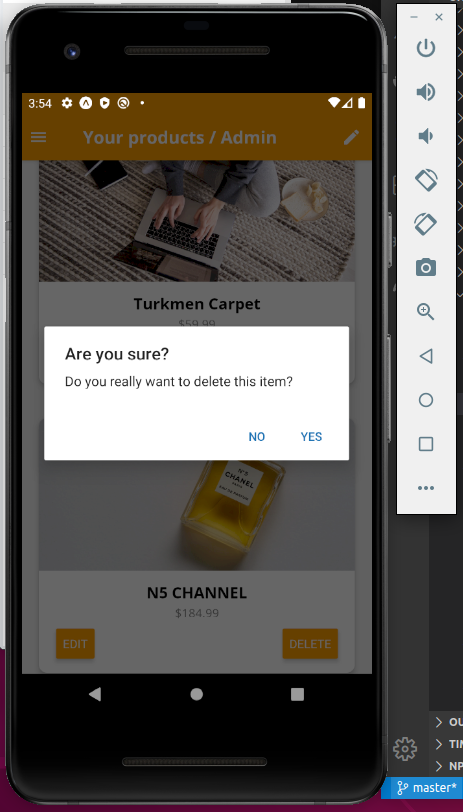 3:54
Your products / Admin
Turkmen Carpet
$59.99
Are you sure?
Do you really want to delete this item?
NO
YES
N°5
CHANEL
N5 CHANNEL
$184.99
EDIT
DELETE
OU
TIM
NP
master*